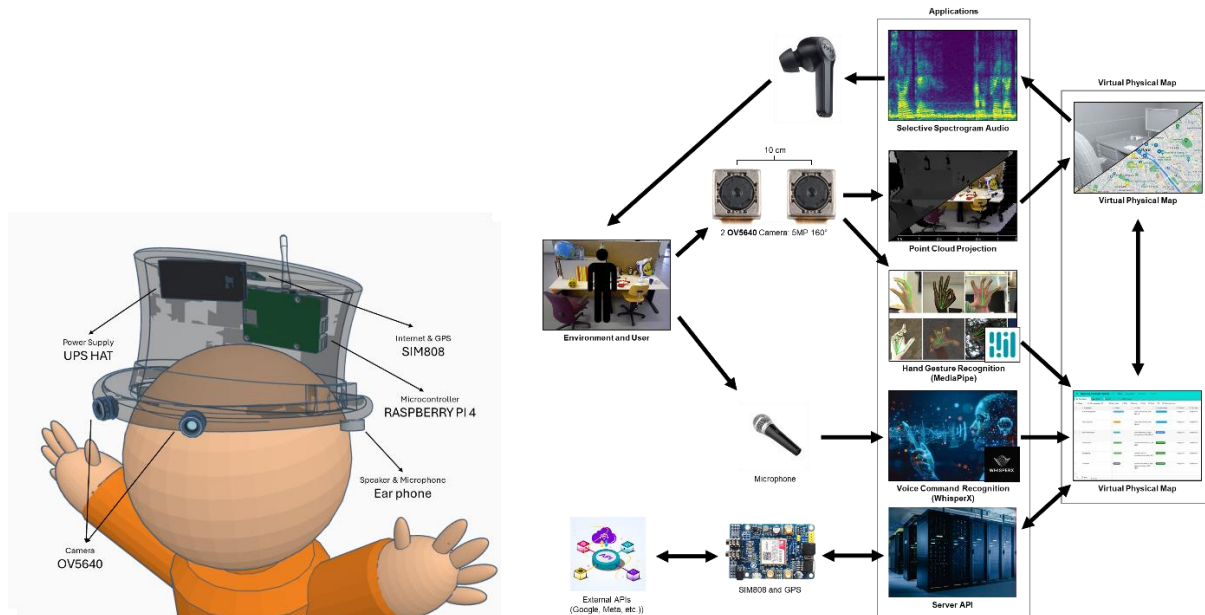 Power Supply
UPS HAT
Internet & GPS
SIM808
Microcontroller
RASPBERRY PI 4
Speaker & Microphone
Ear phone
Camera
OV5640
Applications
Selective Spectrogram Audio
Virtual Physical Map
Virtual Physical Map
10 cm
2 OV5640 Camera: 5MP 160°
Point Cloud Projection
Environment and User
Hand Gesture Recognition
(MediaPipe)
Microphone
WHISPERX
Voice Command Recognition
(WhisperX)
Virtual Physical Map
External APIs
(Google, Meta, etc.))
SIM808 and GPS
Server API